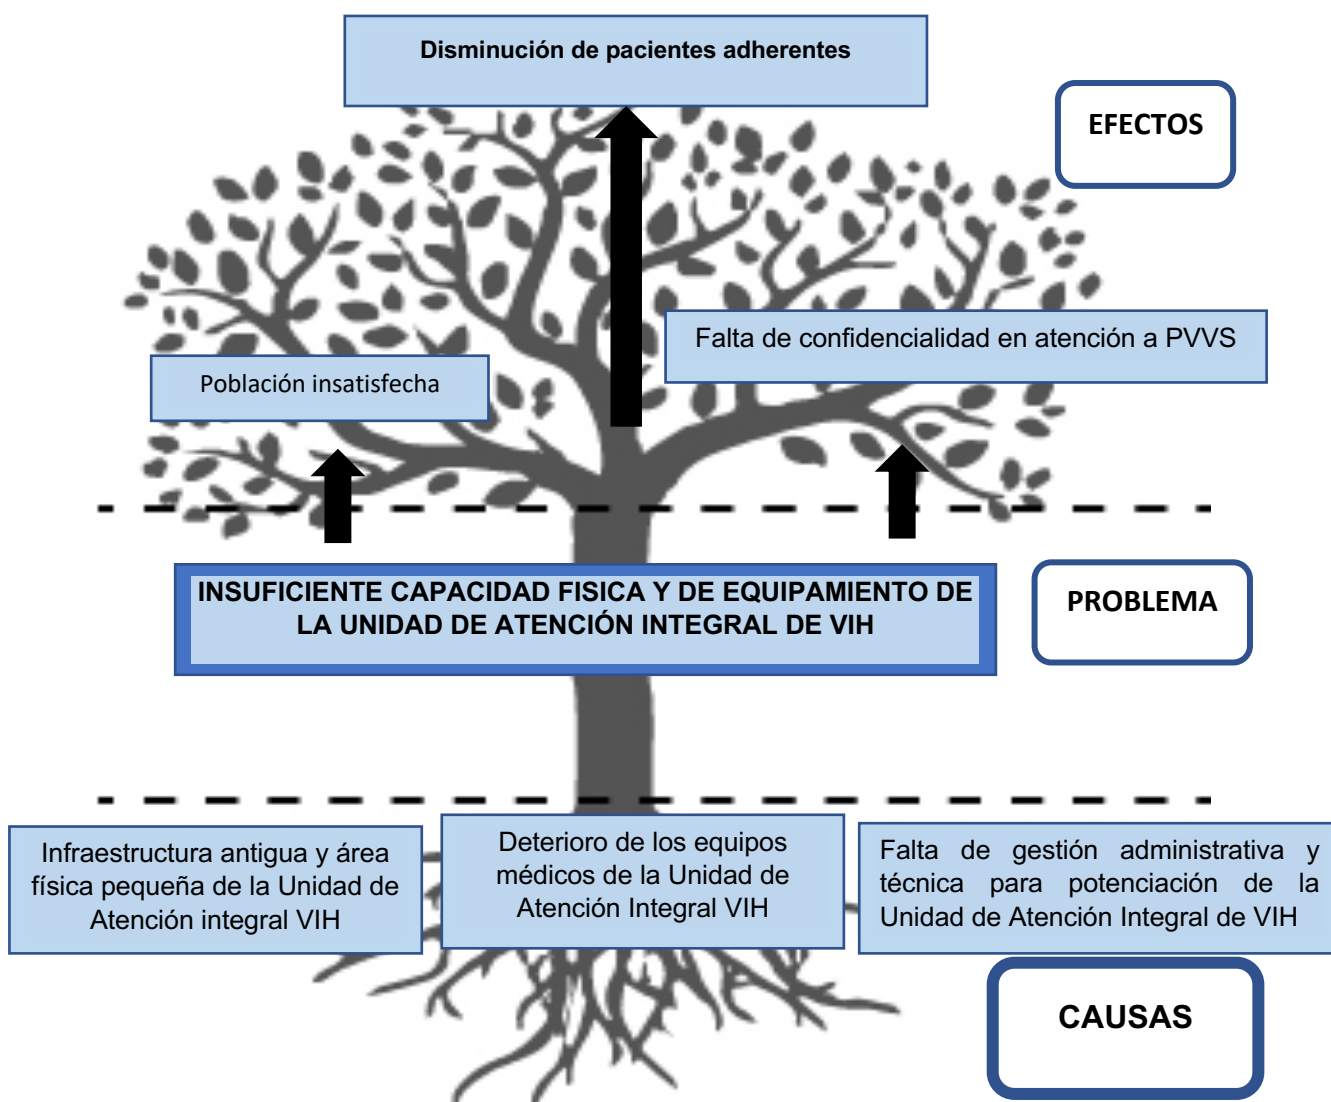 Disminución de pacientes adherentes
EFECTOS
Falta de confidencialidad en atención a PVVS
Población insatisfecha
INSUFICIENTE CAPACIDAD FISICA Y DE EQUIPAMIENTO DE
LA UNIDAD DE ATENCIÓN INTEGRAL DE VIH
PROBLEMA
Infraestructura antigua y área
física pequeña de la Unidad de
Atención integral VIH
Deterioro de los equipos
médicos de la Unidad de
Atención Integral VIH
Falta de gestión administrativa y
técnica para potenciación de la
Unidad de Atención Integral de VIH
CAUSAS